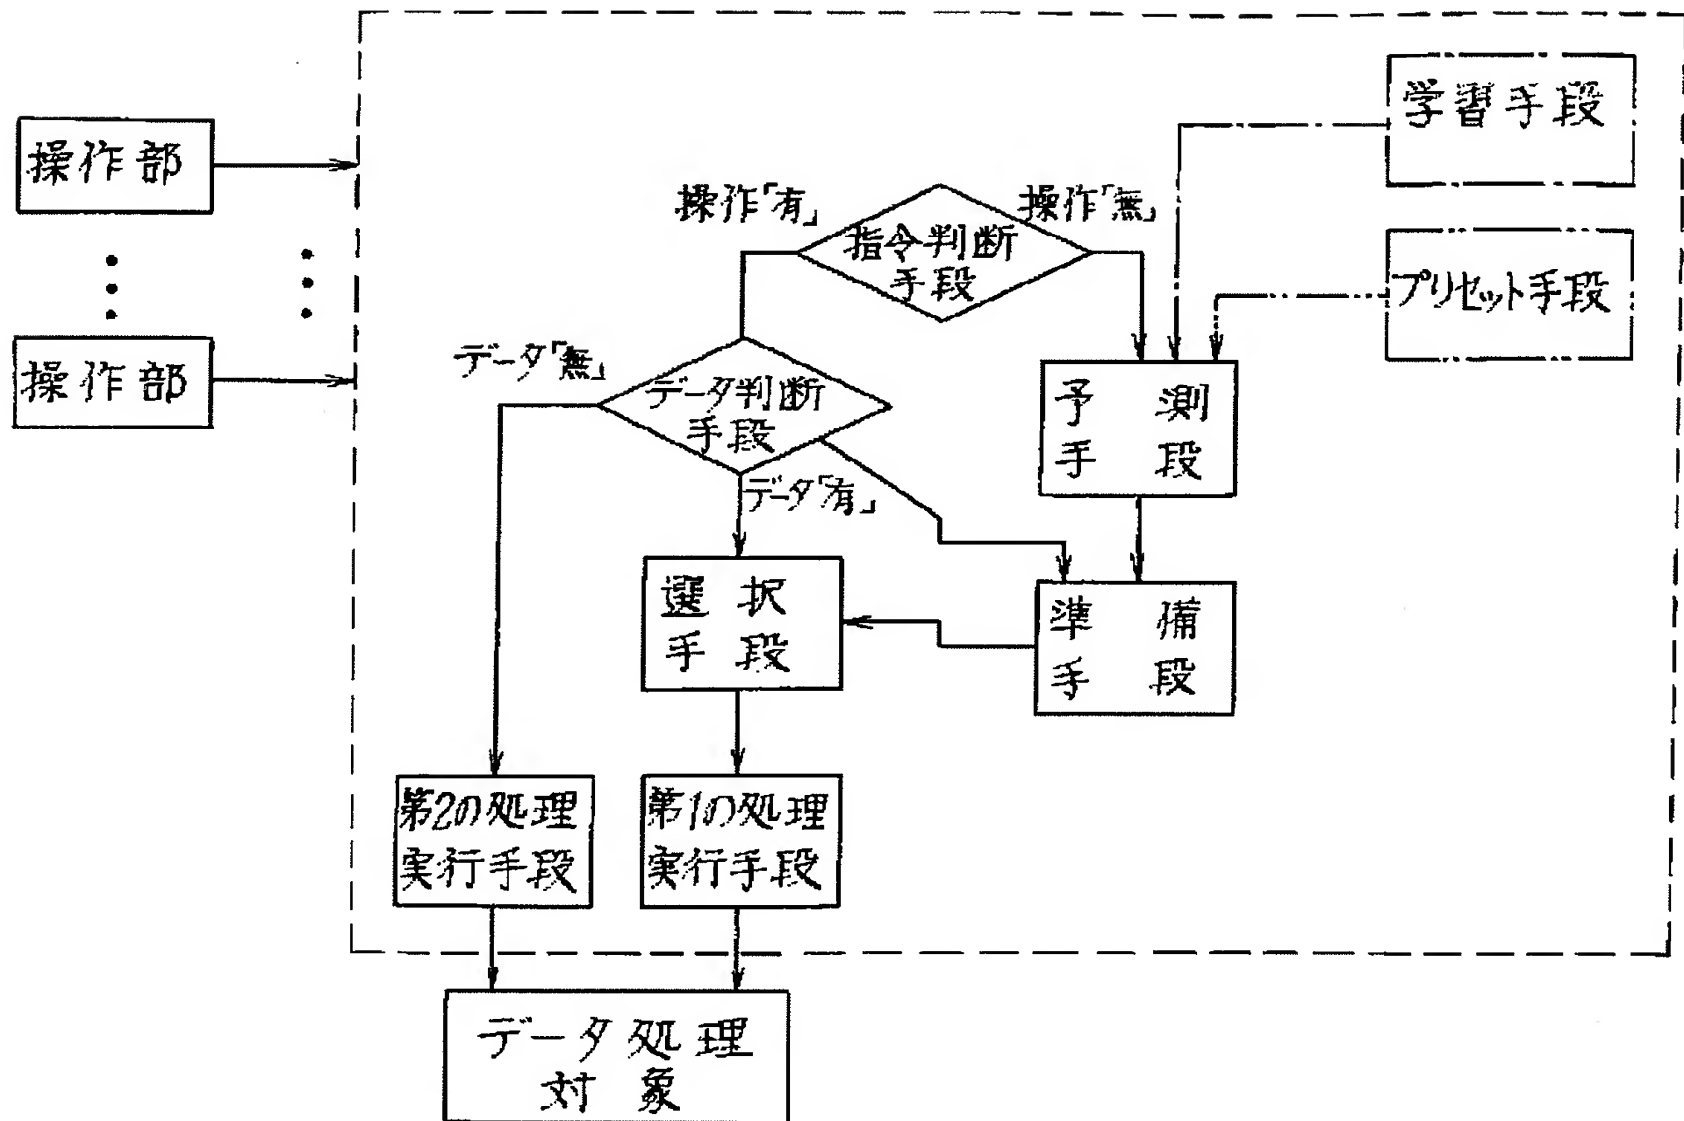 学習手段
操作部
操作「有」
操作「無」
指令判断
手段
プリセット手段
操作部
データ「無」
データ判断
手段
予測
手段
データ「有」
選択
手段
準備
手段
第2の処理
実行手段
第1の処理
実行手段
データ処理
対象